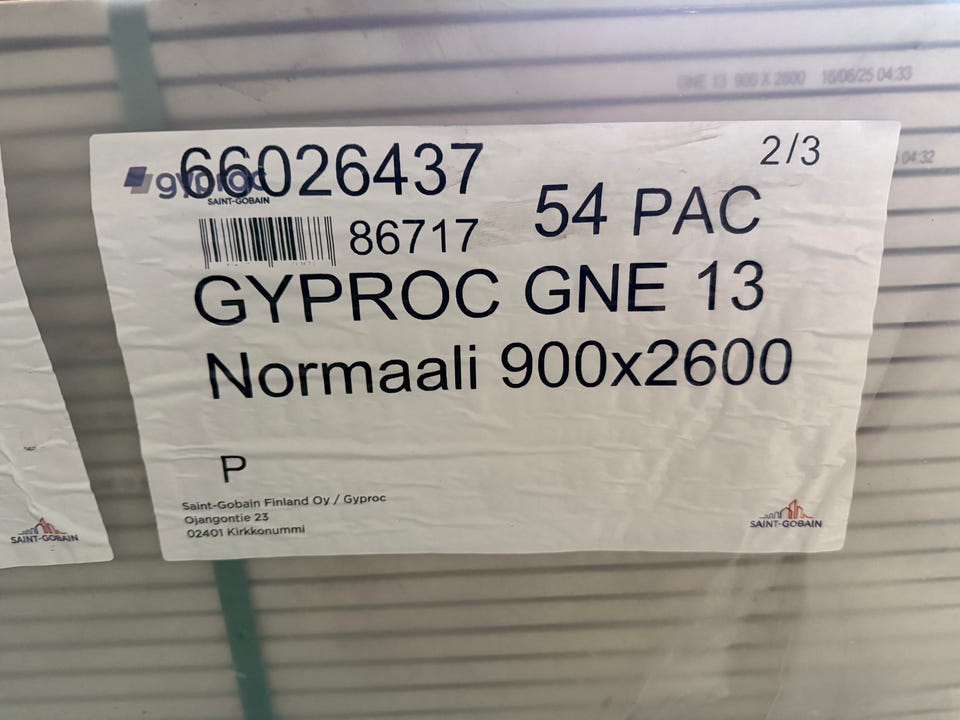 GNE 13 900 X 2600 16/06/25 04:33
04:32
66026437
2/3
gyproc
SAINT-GOBAIN
86717
54 PAC
GYPROC GNE 13
Normaali 900x2600
P
Saint-Gobain Finland Oy / Gyproc
Ojangontie 23
02401 Kirkkonummi
SAINT-GOBAIN
SAINT-GOBAIN